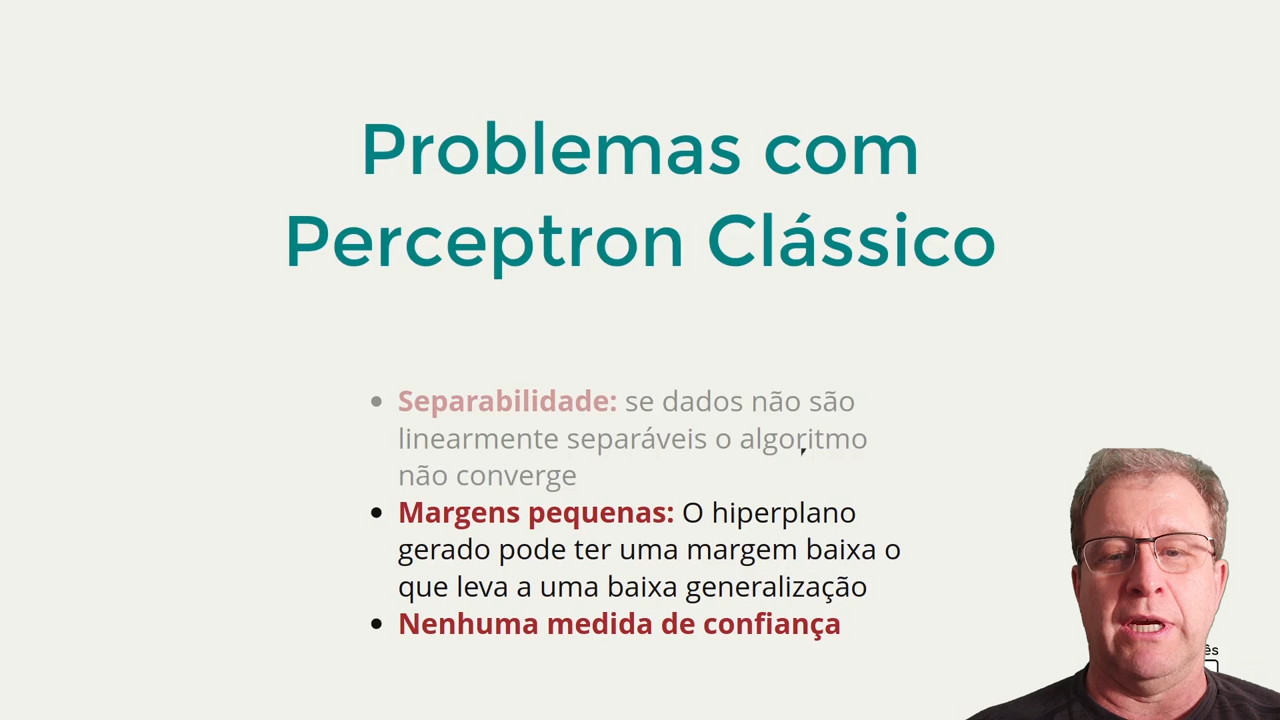 Problemas com
Perceptron Clássico
Separabilidade: se dados não são
linearmente separáveis o algoritmo
não converge
Margens pequenas: O hiperplano
gerado pode ter uma margem baixa o
que leva a uma baixa generalização
Nenhuma medida de confiança